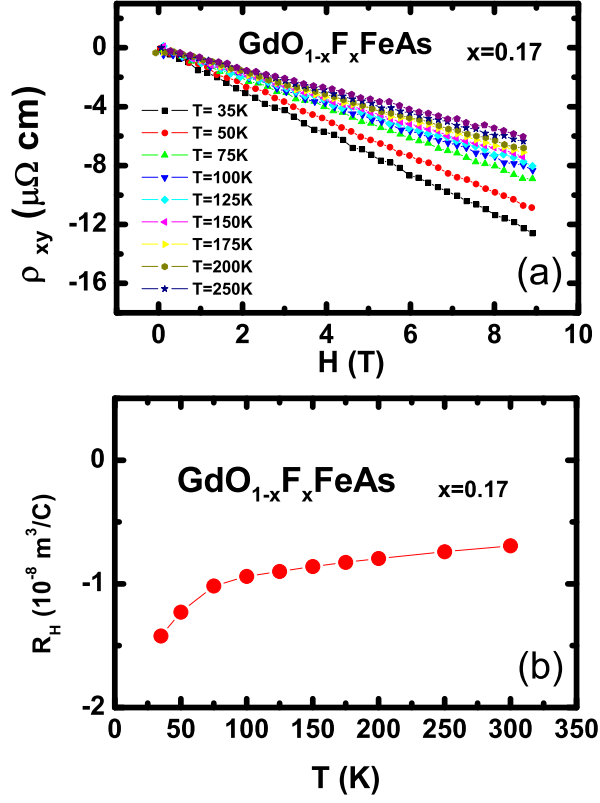 GdO1-xFxFeAs x=0.17
0
-4
-8
-12
-16
ρ xy (μΩ cm)
T= 35K
T= 50K
T= 75K
T=100K
T=125K
T=150K
T=175K
T=200K
T=250K
(a)
0 2 4 6 8 10
H (T)
0
-1
-2
RH (10-8 m3/C)
GdO1-xFxFeAs x=0.17
(b)
0 50 100 150 200 250 300 350
T (K)